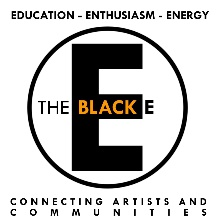 EDUCATION - ENTHUSIASM - ENERGY
E
THE BLACK E
CONNECTING ARTISTS AND
COMMUNITIES